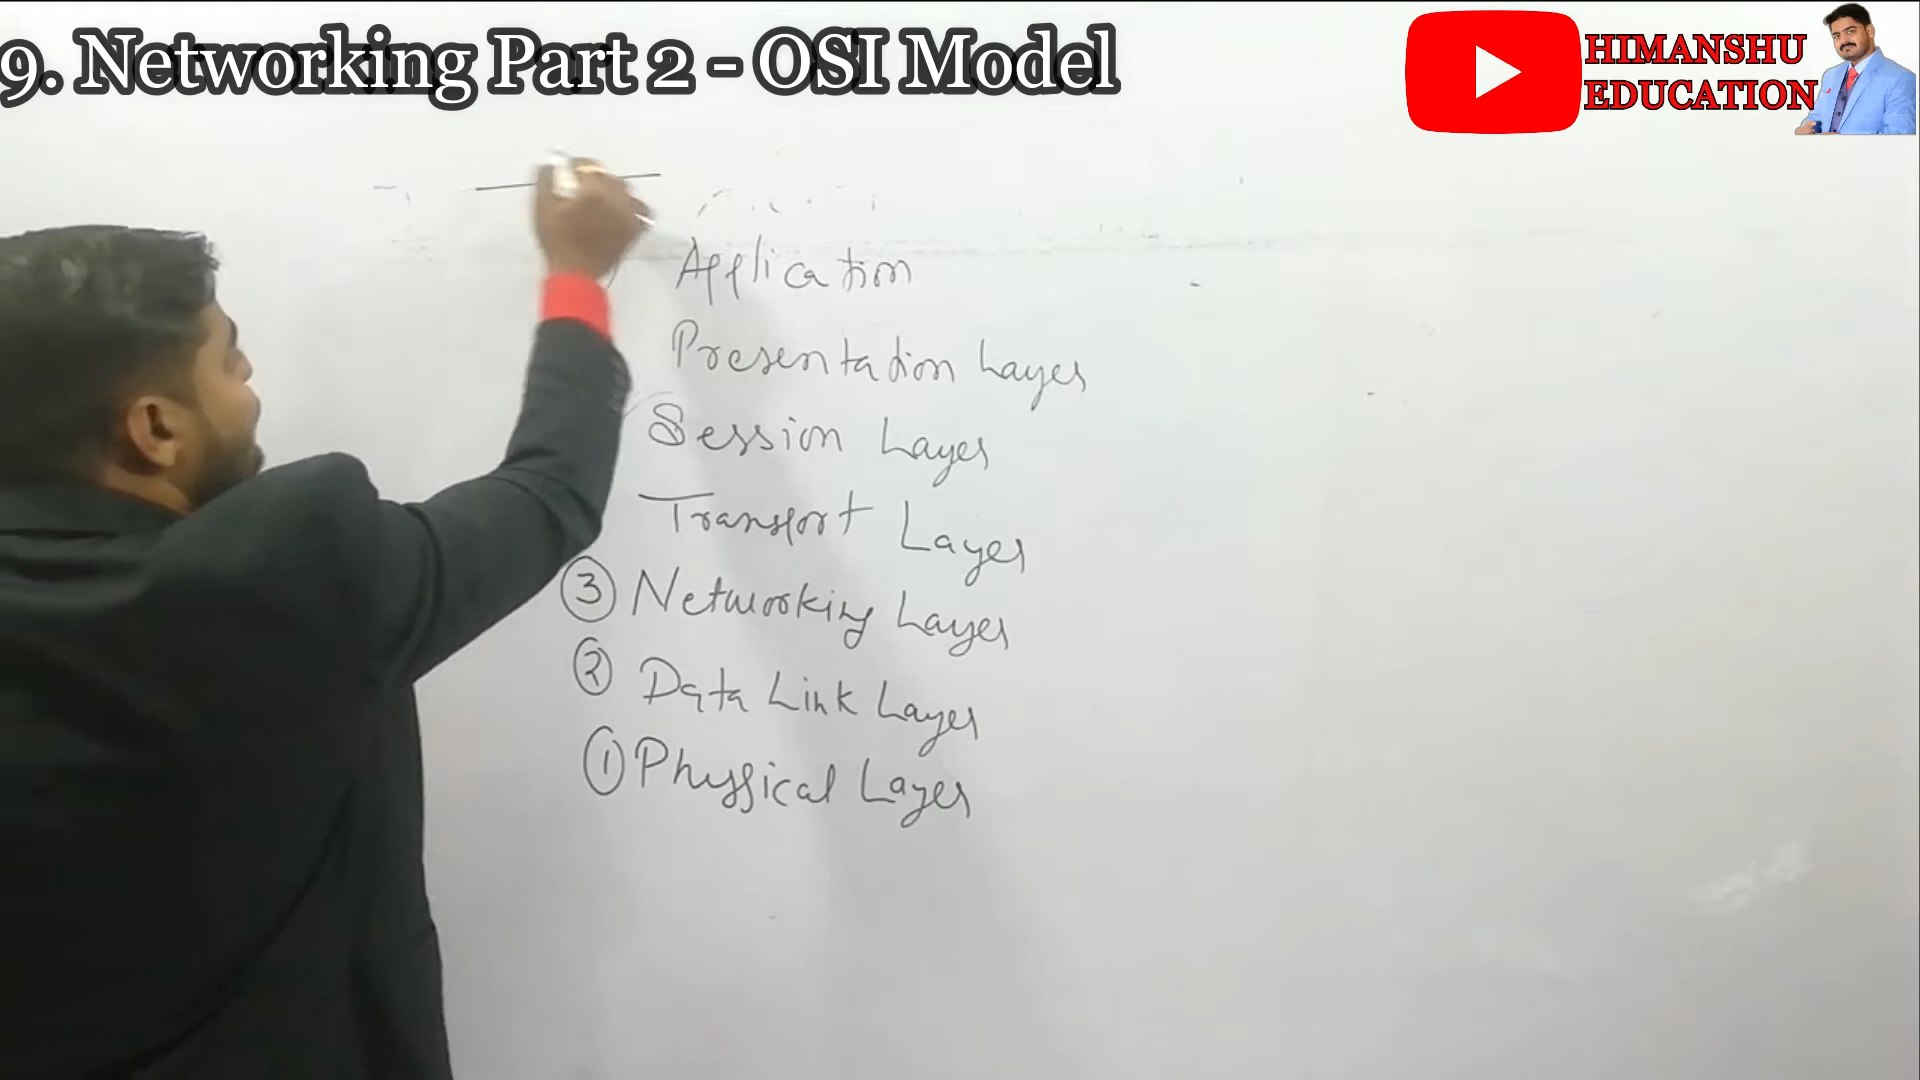 9. Networking Part 2 - OSI Model
HIMANSHU
EDUCATION
Application
Presentation Layer
Session Layer
Transport Layer
③ Networking Layer
② Data Link Layer
① Physical Layer